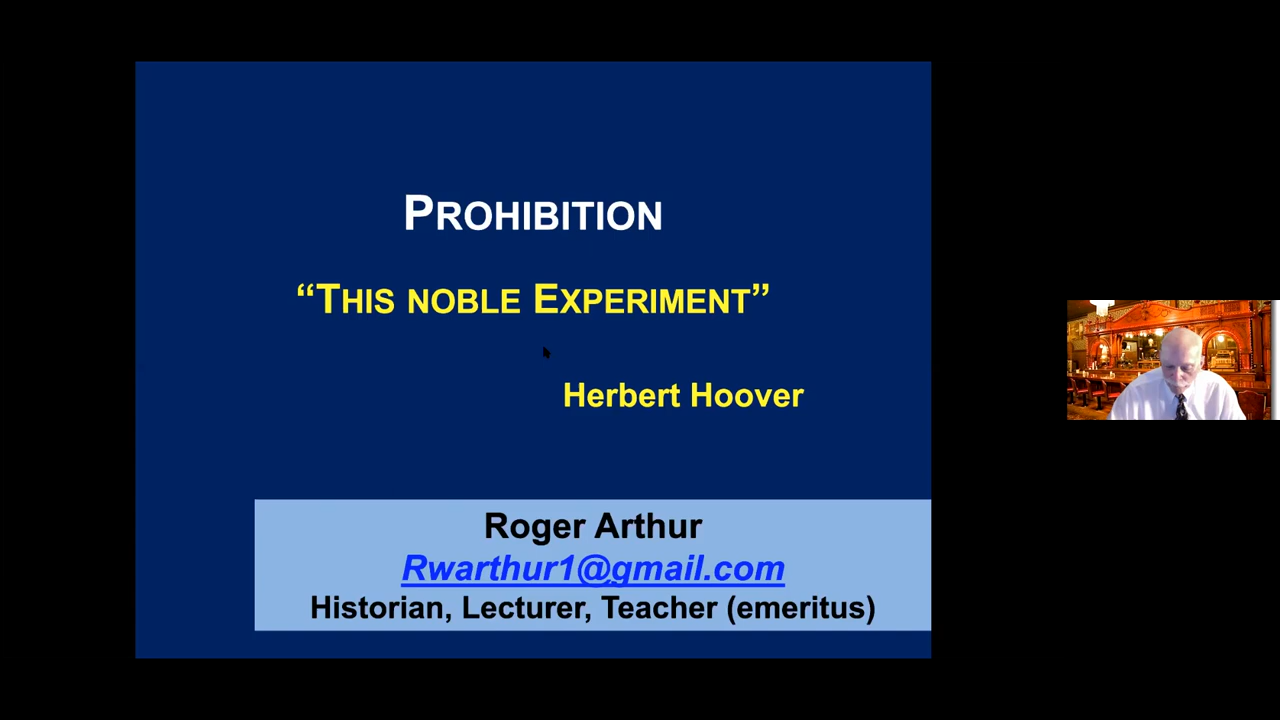 PROHIBITION
“THIS NOBLE EXPERIMENT”
Herbert Hoover
Roger Arthur
Rwarthur1@gmail.com
Historian, Lecturer, Teacher (emeritus)